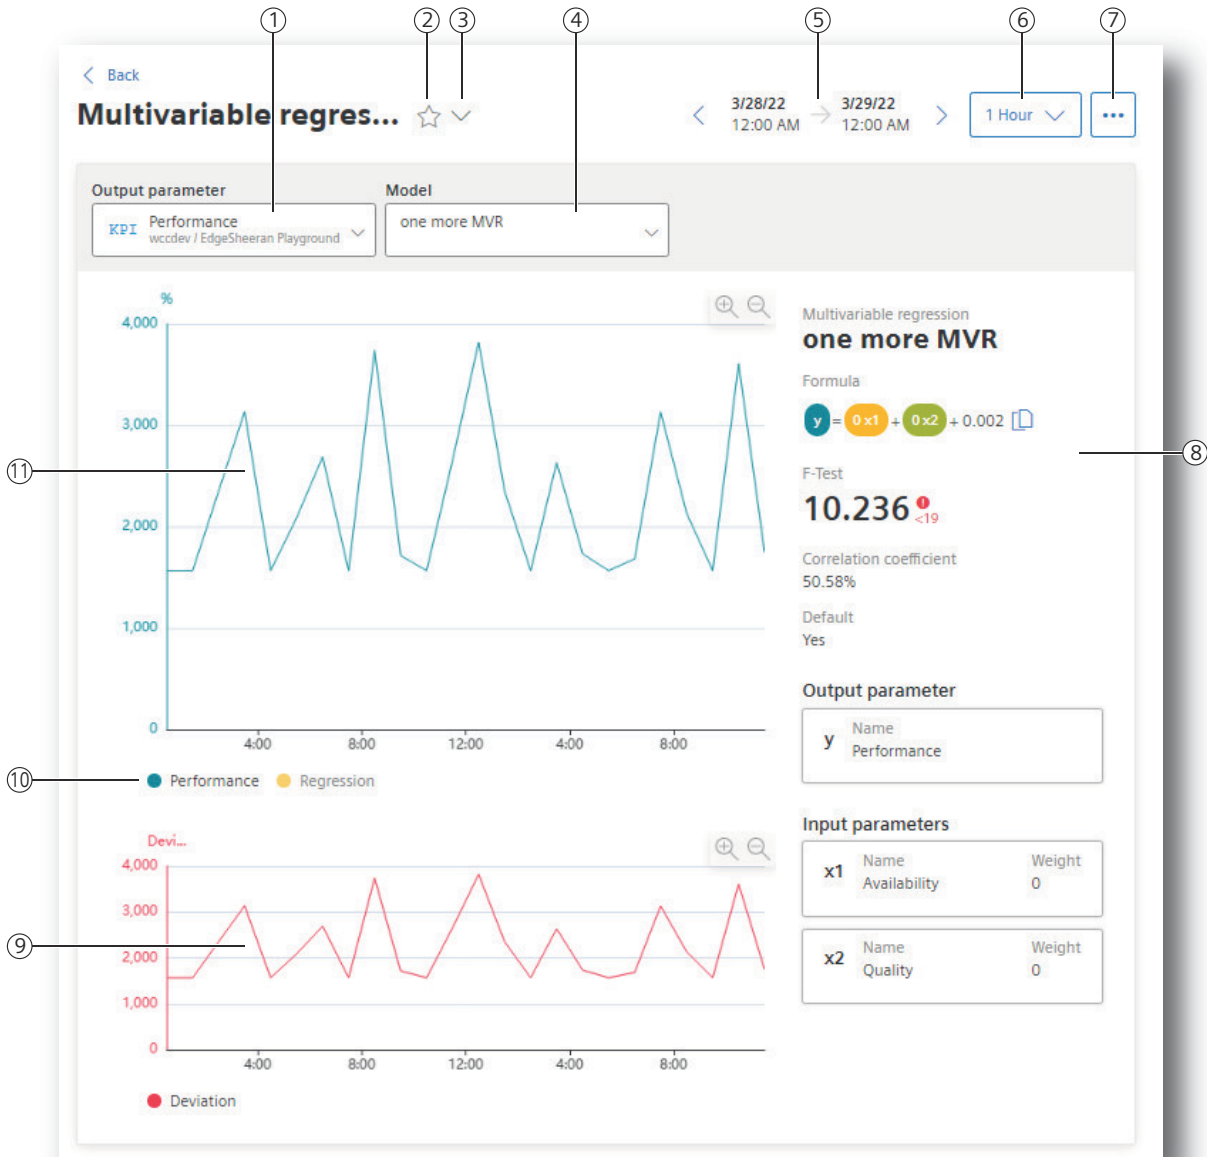 ① ② ③ ④ ⑤ ⑥ ⑦
Back
Multivariable regres...
3/28/22 3/29/22
12:00 AM 12:00 AM
1 Hour
Output parameter Model
KPI Performance
wccdev / EdgeSheeran Playground
one more MVR
%
4,000
3,000
2,000
1,000
0
4:00 8:00 12:00 4:00 8:00
Performance Regression
⑪
⑩
Devi...
4,000
3,000
2,000
1,000
0
4:00 8:00 12:00 4:00 8:00
Deviation
⑨
Multivariable regression
one more MVR
Formula
y = 0 x1 + 0 x2 + 0.002
⑧
F-Test
10.236 <19
Correlation coefficient
50.58%
Default
Yes
Output parameter
y Name
Performance
Input parameters
x1 Name Weight
Availability 0
x2 Name Weight
Quality 0